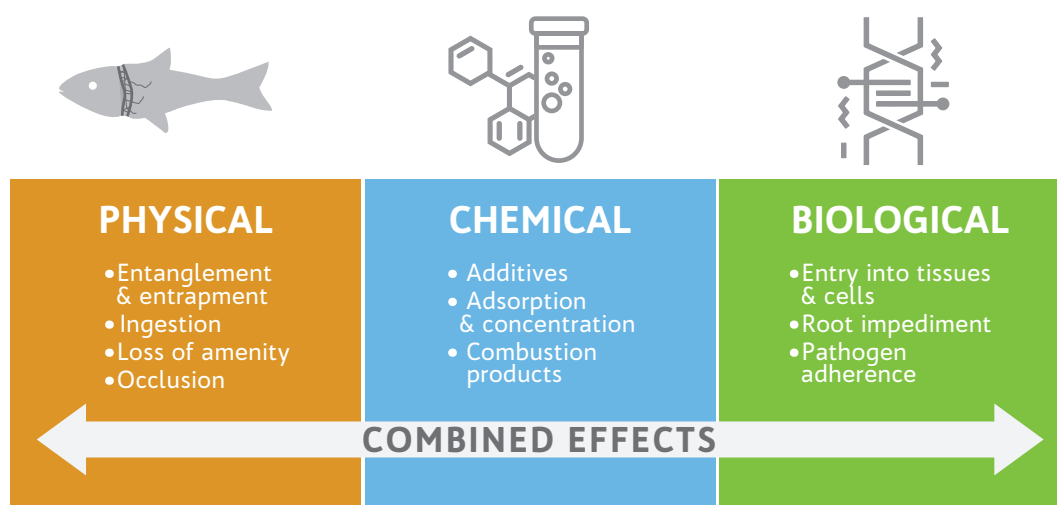 PHYSICAL
•Entanglement
& entrapment
•Ingestion
•Loss of amenity
•Occlusion
CHEMICAL
• Additives
• Adsorption
& concentration
• Combustion
products
BIOLOGICAL
•Entry into tissues
& cells
•Root impediment
•Pathogen
adherence
COMBINED EFFECTS